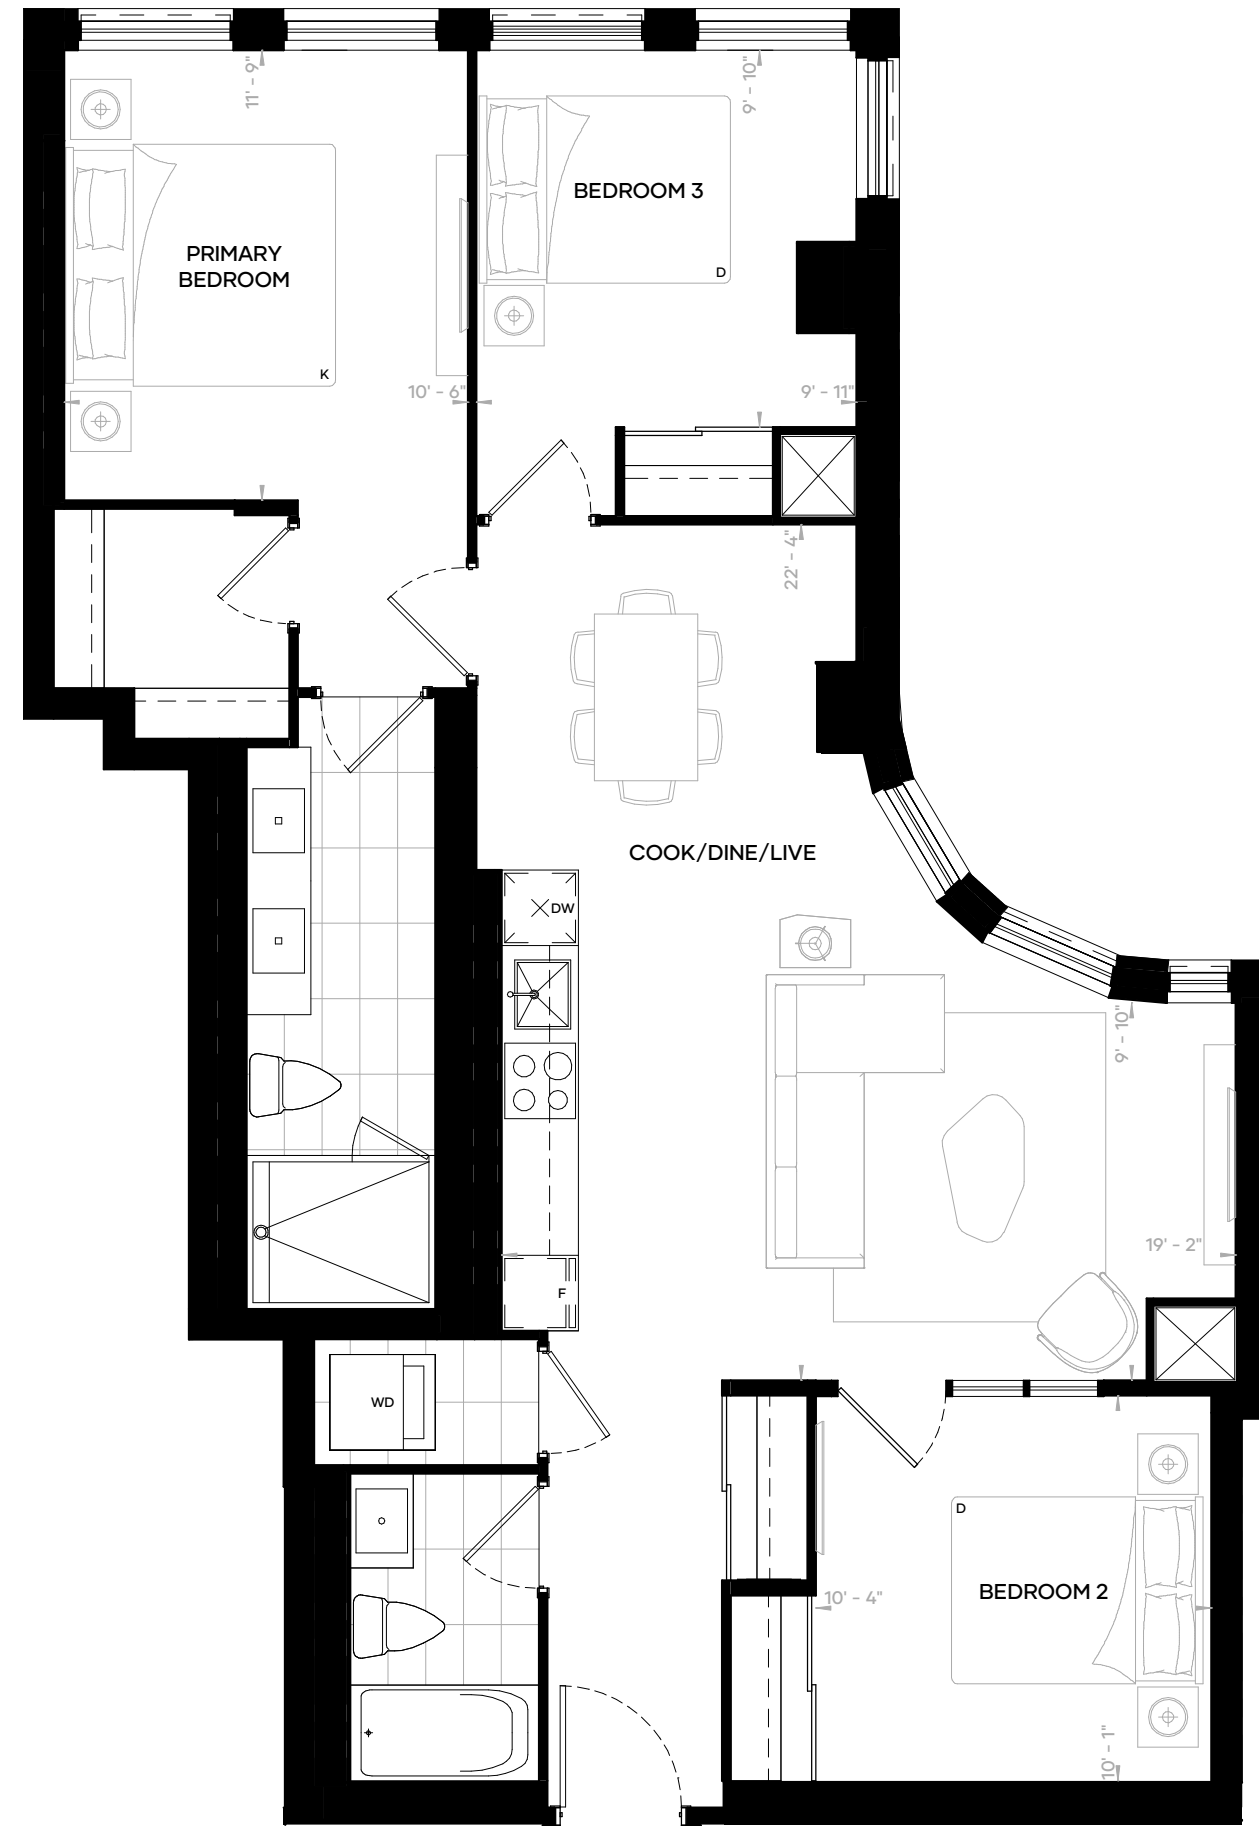 11' - 9"
9' - 10"
BEDROOM 3
PRIMARY
BEDROOM
D
K
10' - 6"
9' - 11"
22' - 4"
COOK/DINE/LIVE
DW
9' - 10"
19' - 2"
F
WD
D
BEDROOM 2
10' - 4"
10' - 1"